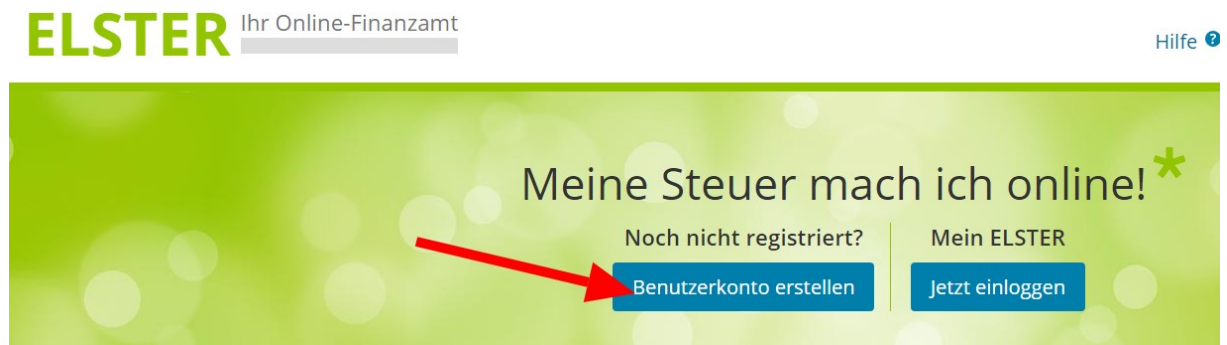 ELSTER Ihr Online-Finanzamt
Hilfe ?
Meine Steuer mach ich online!*
Noch nicht registriert?
Benutzerkonto erstellen
Mein ELSTER
Jetzt einloggen